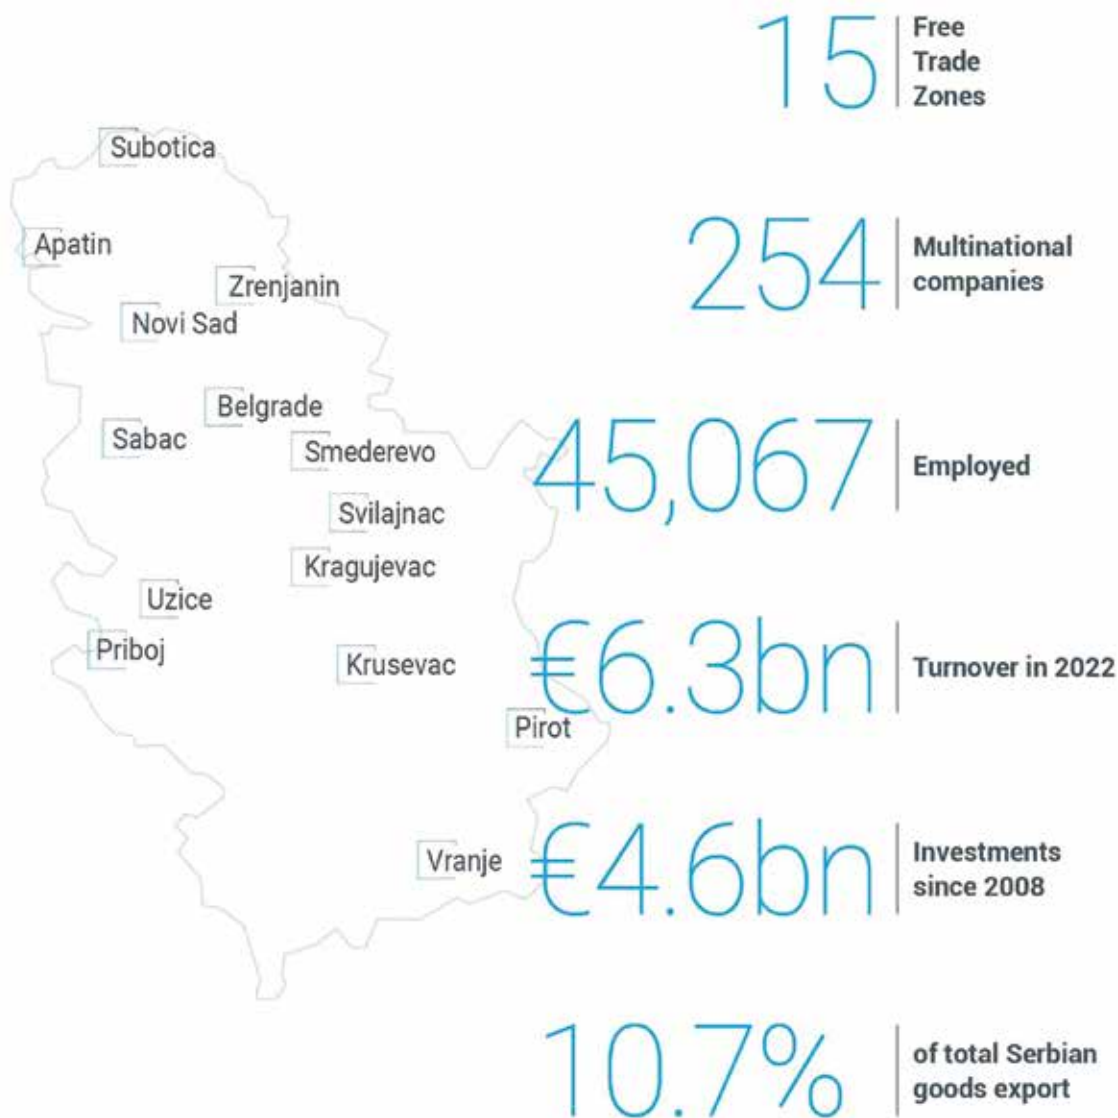 15
Free
Trade
Zones
Subotica
254
Multinational
companies
Apatin
Zrenjanin
Novi Sad
Belgrade
Sabac
Smederevo
45,067
Employed
Svilajnac
Kragujevac
Uzice
Priboj
Krusevac
€6.3bn
Turnover in 2022
Pirot
Vranje
€4.6bn
Investments
since 2008
10.7%
of total Serbian
goods export